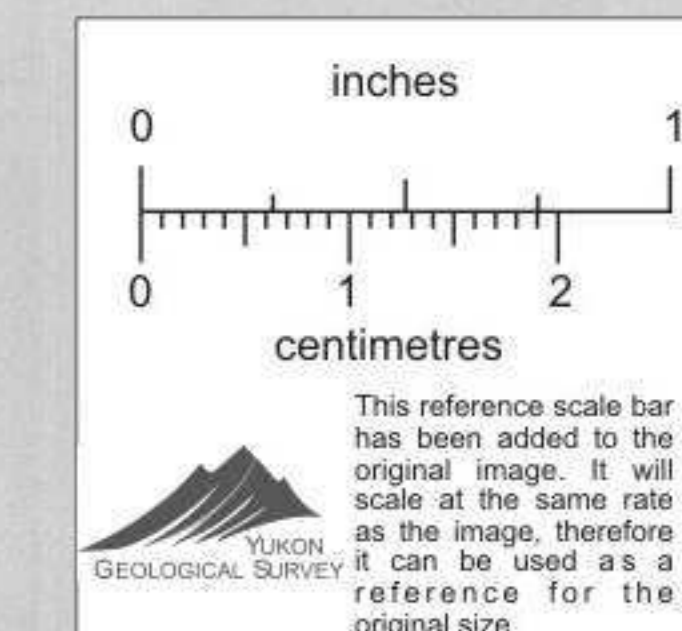 inches
0 1
0 1 2
centimetres
This reference scale bar
has been added to the
original image. It will
scale at the same rate
as the image, therefore
it can be used as a
reference for the
original size
YUKON
GEOLOGICAL SURVEY